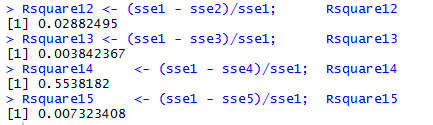 > Rsquare12 <- (sse1 - sse2)/sse1;     Rsquare12
[1] 0.02882495
> Rsquare13 <- (sse1 - sse3)/sse1;     Rsquare13
[1] 0.003842367
> Rsquare14     <- (sse1 - sse4)/sse1;  Rsquare14
[1] 0.5538182
> Rsquare15     <- (sse1 - sse5)/sse1;  Rsquare15
[1] 0.007323408